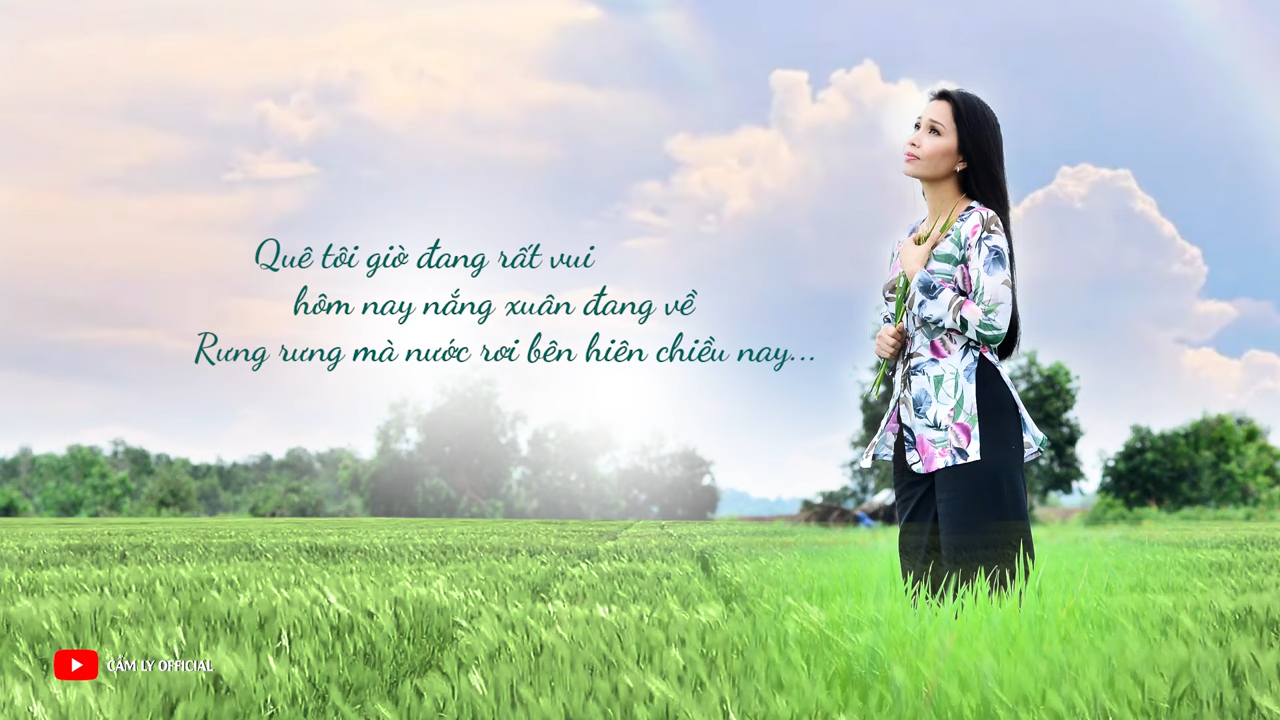 Quê tôi giờ đang rất vui
hôm nay nắng xuân đang về
Rưng rưng mà nước rơi bên hiên chiều nay...
CẨM LY OFFICIAL